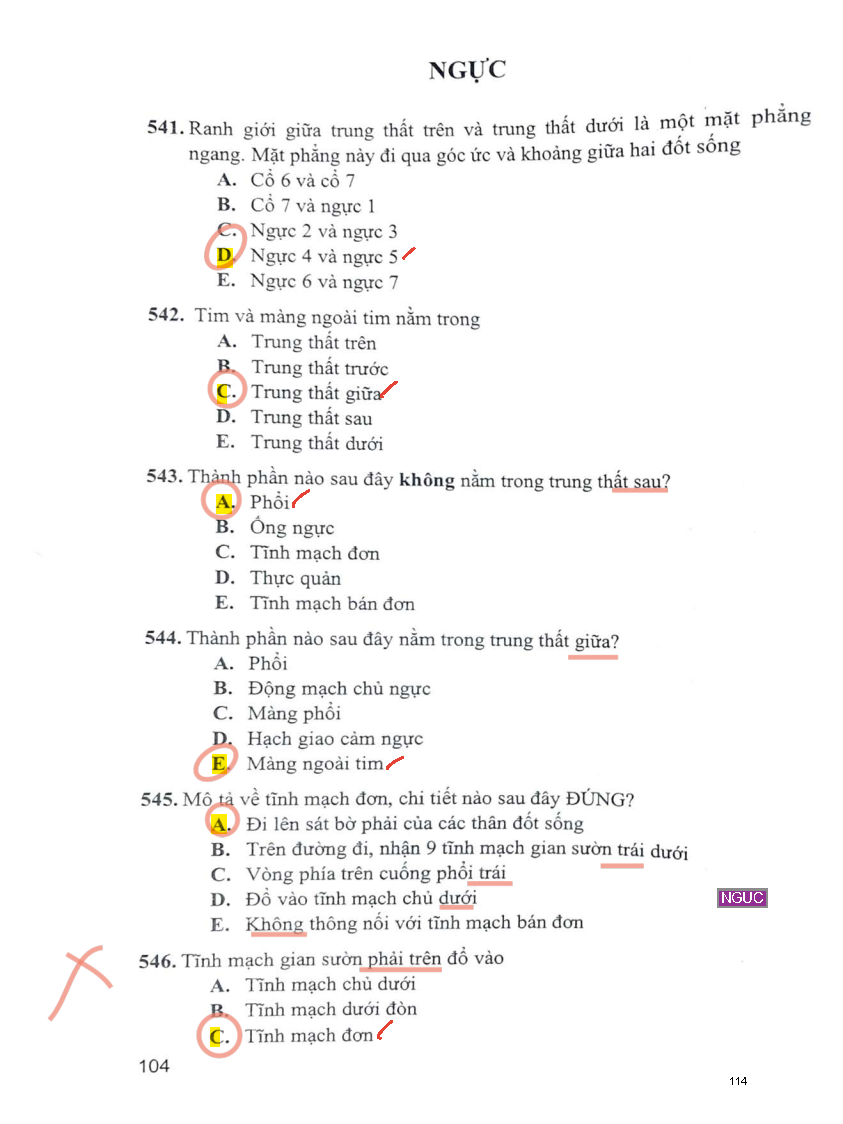 NGỰC
541. Ranh giới giữa trung thất trên và trung thất dưới là một mặt phẳng
ngang. Mặt phẳng này đi qua góc ức và khoảng giữa hai đốt sống
A. Cổ 6 và cổ 7
B. Cổ 7 và ngực 1
C. Ngực 2 và ngực 3
D. Ngực 4 và ngực 5
E. Ngực 6 và ngực 7
542. Tim và màng ngoài tim nằm trong
A. Trung thất trên
B. Trung thất trước
C. Trung thất giữa
D. Trung thất sau
E. Trung thất dưới
543. Thành phần nào sau đây không nằm trong trung thất sau?
A. Phổi
B. Ống ngực
C. Tĩnh mạch đơn
D. Thực quản
E. Tĩnh mạch bán đơn
544. Thành phần nào sau đây nằm trong trung thất giữa?
A. Phổi
B. Động mạch chủ ngực
C. Màng phổi
D. Hạch giao cảm ngực
E. Màng ngoài tim
545. Mô tả về tĩnh mạch đơn, chi tiết nào sau đây ĐÚNG?
A. Đi lên sát bờ phải của các thân đốt sống
B. Trên đường đi, nhận 9 tĩnh mạch gian sườn trái dưới
C. Vòng phía trên cuống phổi trái
D. Đổ vào tĩnh mạch chủ dưới
E. Không thông nối với tĩnh mạch bán đơn
NGUC
546. Tĩnh mạch gian sườn phải trên đổ vào
A. Tĩnh mạch chủ dưới
B. Tĩnh mạch dưới đòn
C. Tĩnh mạch đơn
104
114